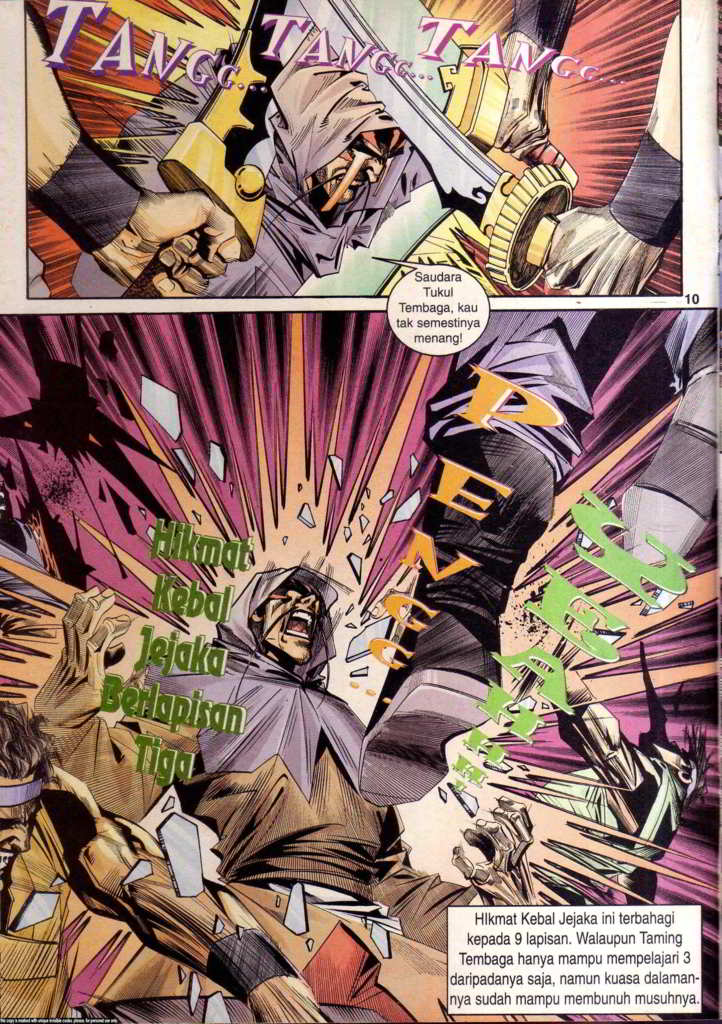 TANGG... TANGG... TANGG...
Saudara
Tukul
Tembaga, kau
tak semestinya
menang!
10
PENGG...
YEAHHH!!
Hikmat
Kebal
Jejaka
Berlapisan
Tiga
HIkmat Kebal Jejaka ini terbahagi
kepada 9 lapisan. Walaupun Taming
Tembaga hanya mampu mempelajari 3
daripadanya saja, namun kuasa dalaman-
nya sudah mampu membunuh musuhnya.